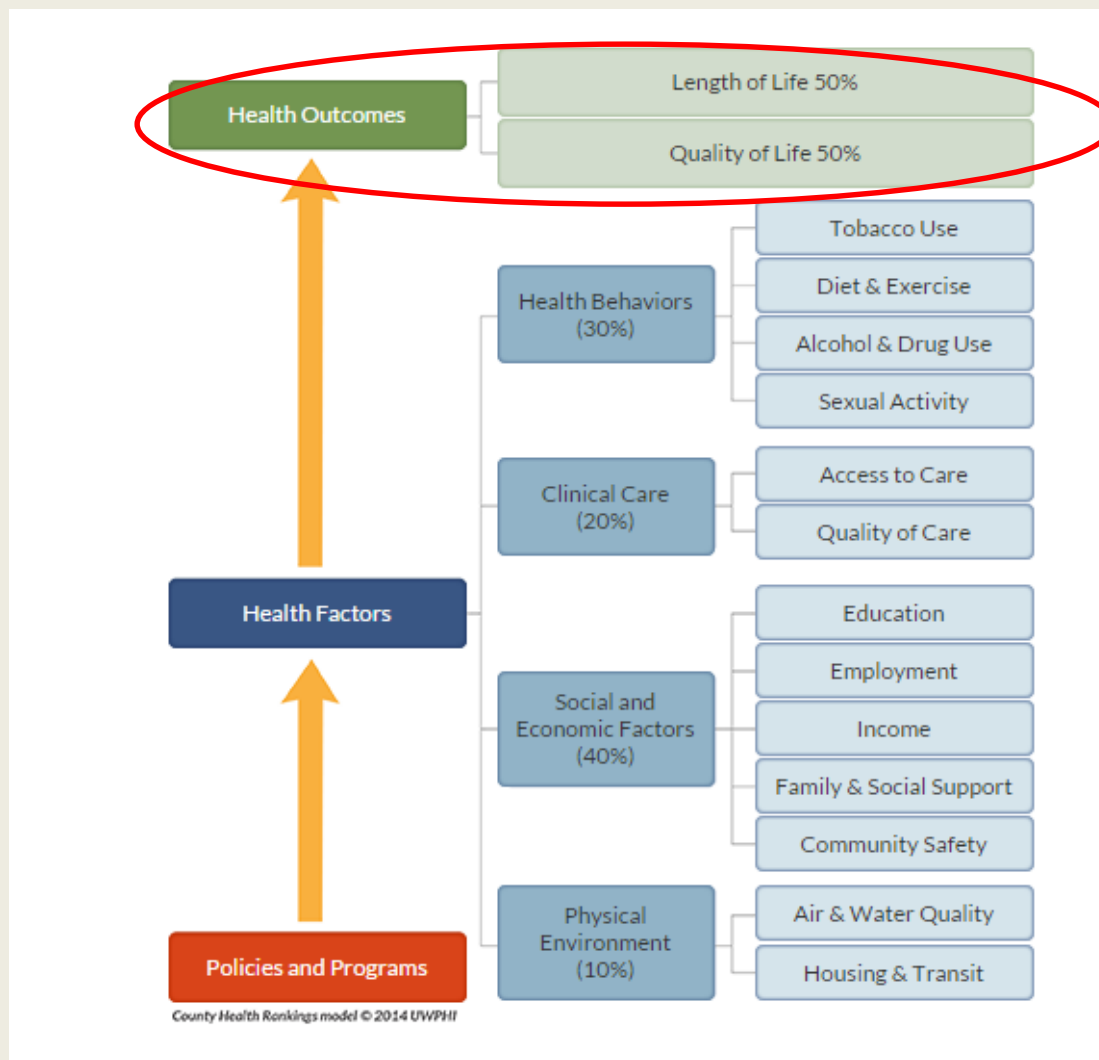 Health Outcomes
Length of Life 50%
Quality of Life 50%
Health Factors
Health Behaviors
(30%)
Tobacco Use
Diet & Exercise
Alcohol & Drug Use
Sexual Activity
Clinical Care
(20%)
Access to Care
Quality of Care
Social and
Economic Factors
(40%)
Education
Employment
Income
Family & Social Support
Community Safety
Physical
Environment
(10%)
Air & Water Quality
Housing & Transit
Policies and Programs
County Health Rankings model © 2014 UWPHI